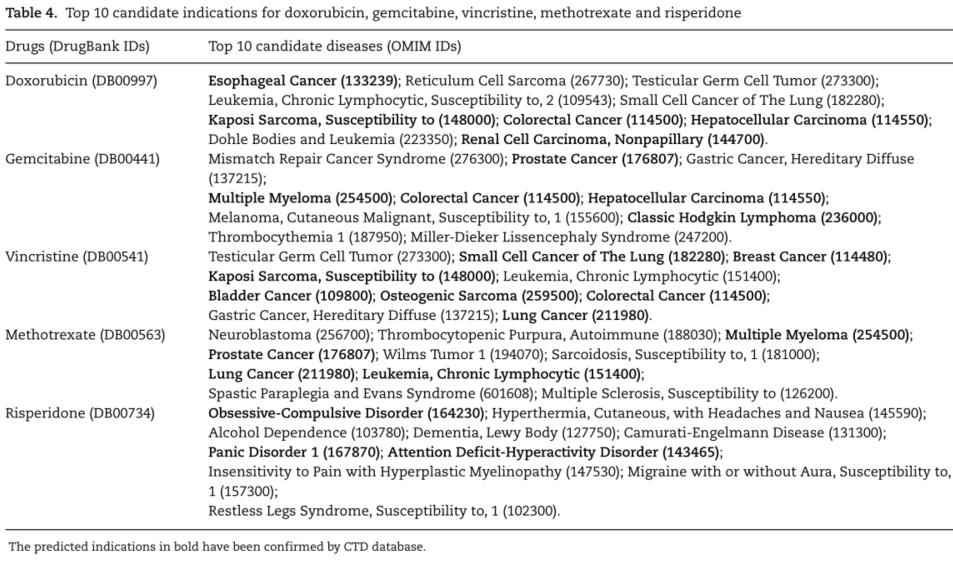 Table 4. Top 10 candidate indications for doxorubicin, gemcitabine, vincristine, methotrexate and risperidone
Drugs (DrugBank IDs) Top 10 candidate diseases (OMIM IDs)
Doxorubicin (DB00997) Esophageal Cancer (133239); Reticulum Cell Sarcoma (267730); Testicular Germ Cell Tumor (273300);
Leukemia, Chronic Lymphocytic, Susceptibility to, 2 (109543); Small Cell Cancer of The Lung (182280);
Kaposi Sarcoma, Susceptibility to (148000); Colorectal Cancer (114500); Hepatocellular Carcinoma (114550);
Dohle Bodies and Leukemia (223350); Renal Cell Carcinoma, Nonpapillary (144700).
Gemcitabine (DB00441) Mismatch Repair Cancer Syndrome (276300); Prostate Cancer (176807); Gastric Cancer, Hereditary Diffuse
(137215);
Multiple Myeloma (254500); Colorectal Cancer (114500); Hepatocellular Carcinoma (114550);
Melanoma, Cutaneous Malignant, Susceptibility to, 1 (155600); Classic Hodgkin Lymphoma (236000);
Thrombocythemia 1 (187950); Miller-Dieker Lissencephaly Syndrome (247200).
Vincristine (DB00541) Testicular Germ Cell Tumor (273300); Small Cell Cancer of The Lung (182280); Breast Cancer (114480);
Kaposi Sarcoma, Susceptibility to (148000); Leukemia, Chronic Lymphocytic (151400);
Bladder Cancer (109800); Osteogenic Sarcoma (259500); Colorectal Cancer (114500);
Gastric Cancer, Hereditary Diffuse (137215); Lung Cancer (211980).
Methotrexate (DB00563) Neuroblastoma (256700); Thrombocytopenic Purpura, Autoimmune (188030); Multiple Myeloma (254500);
Prostate Cancer (176807); Wilms Tumor 1 (194070); Sarcoidosis, Susceptibility to, 1 (181000);
Lung Cancer (211980); Leukemia, Chronic Lymphocytic (151400);
Spastic Paraplegia and Evans Syndrome (601608); Multiple Sclerosis, Susceptibility to (126200).
Risperidone (DB00734) Obsessive-Compulsive Disorder (164230); Hyperthermia, Cutaneous, with Headaches and Nausea (145590);
Alcohol Dependence (103780); Dementia, Lewy Body (127750); Camurati-Engelmann Disease (131300);
Panic Disorder 1 (167870); Attention Deficit-Hyperactivity Disorder (143465);
Insensitivity to Pain with Hyperplastic Myelinopathy (147530); Migraine with or without Aura, Susceptibility to,
1 (157300);
Restless Legs Syndrome, Susceptibility to, 1 (102300).
The predicted indications in bold have been confirmed by CTD database.